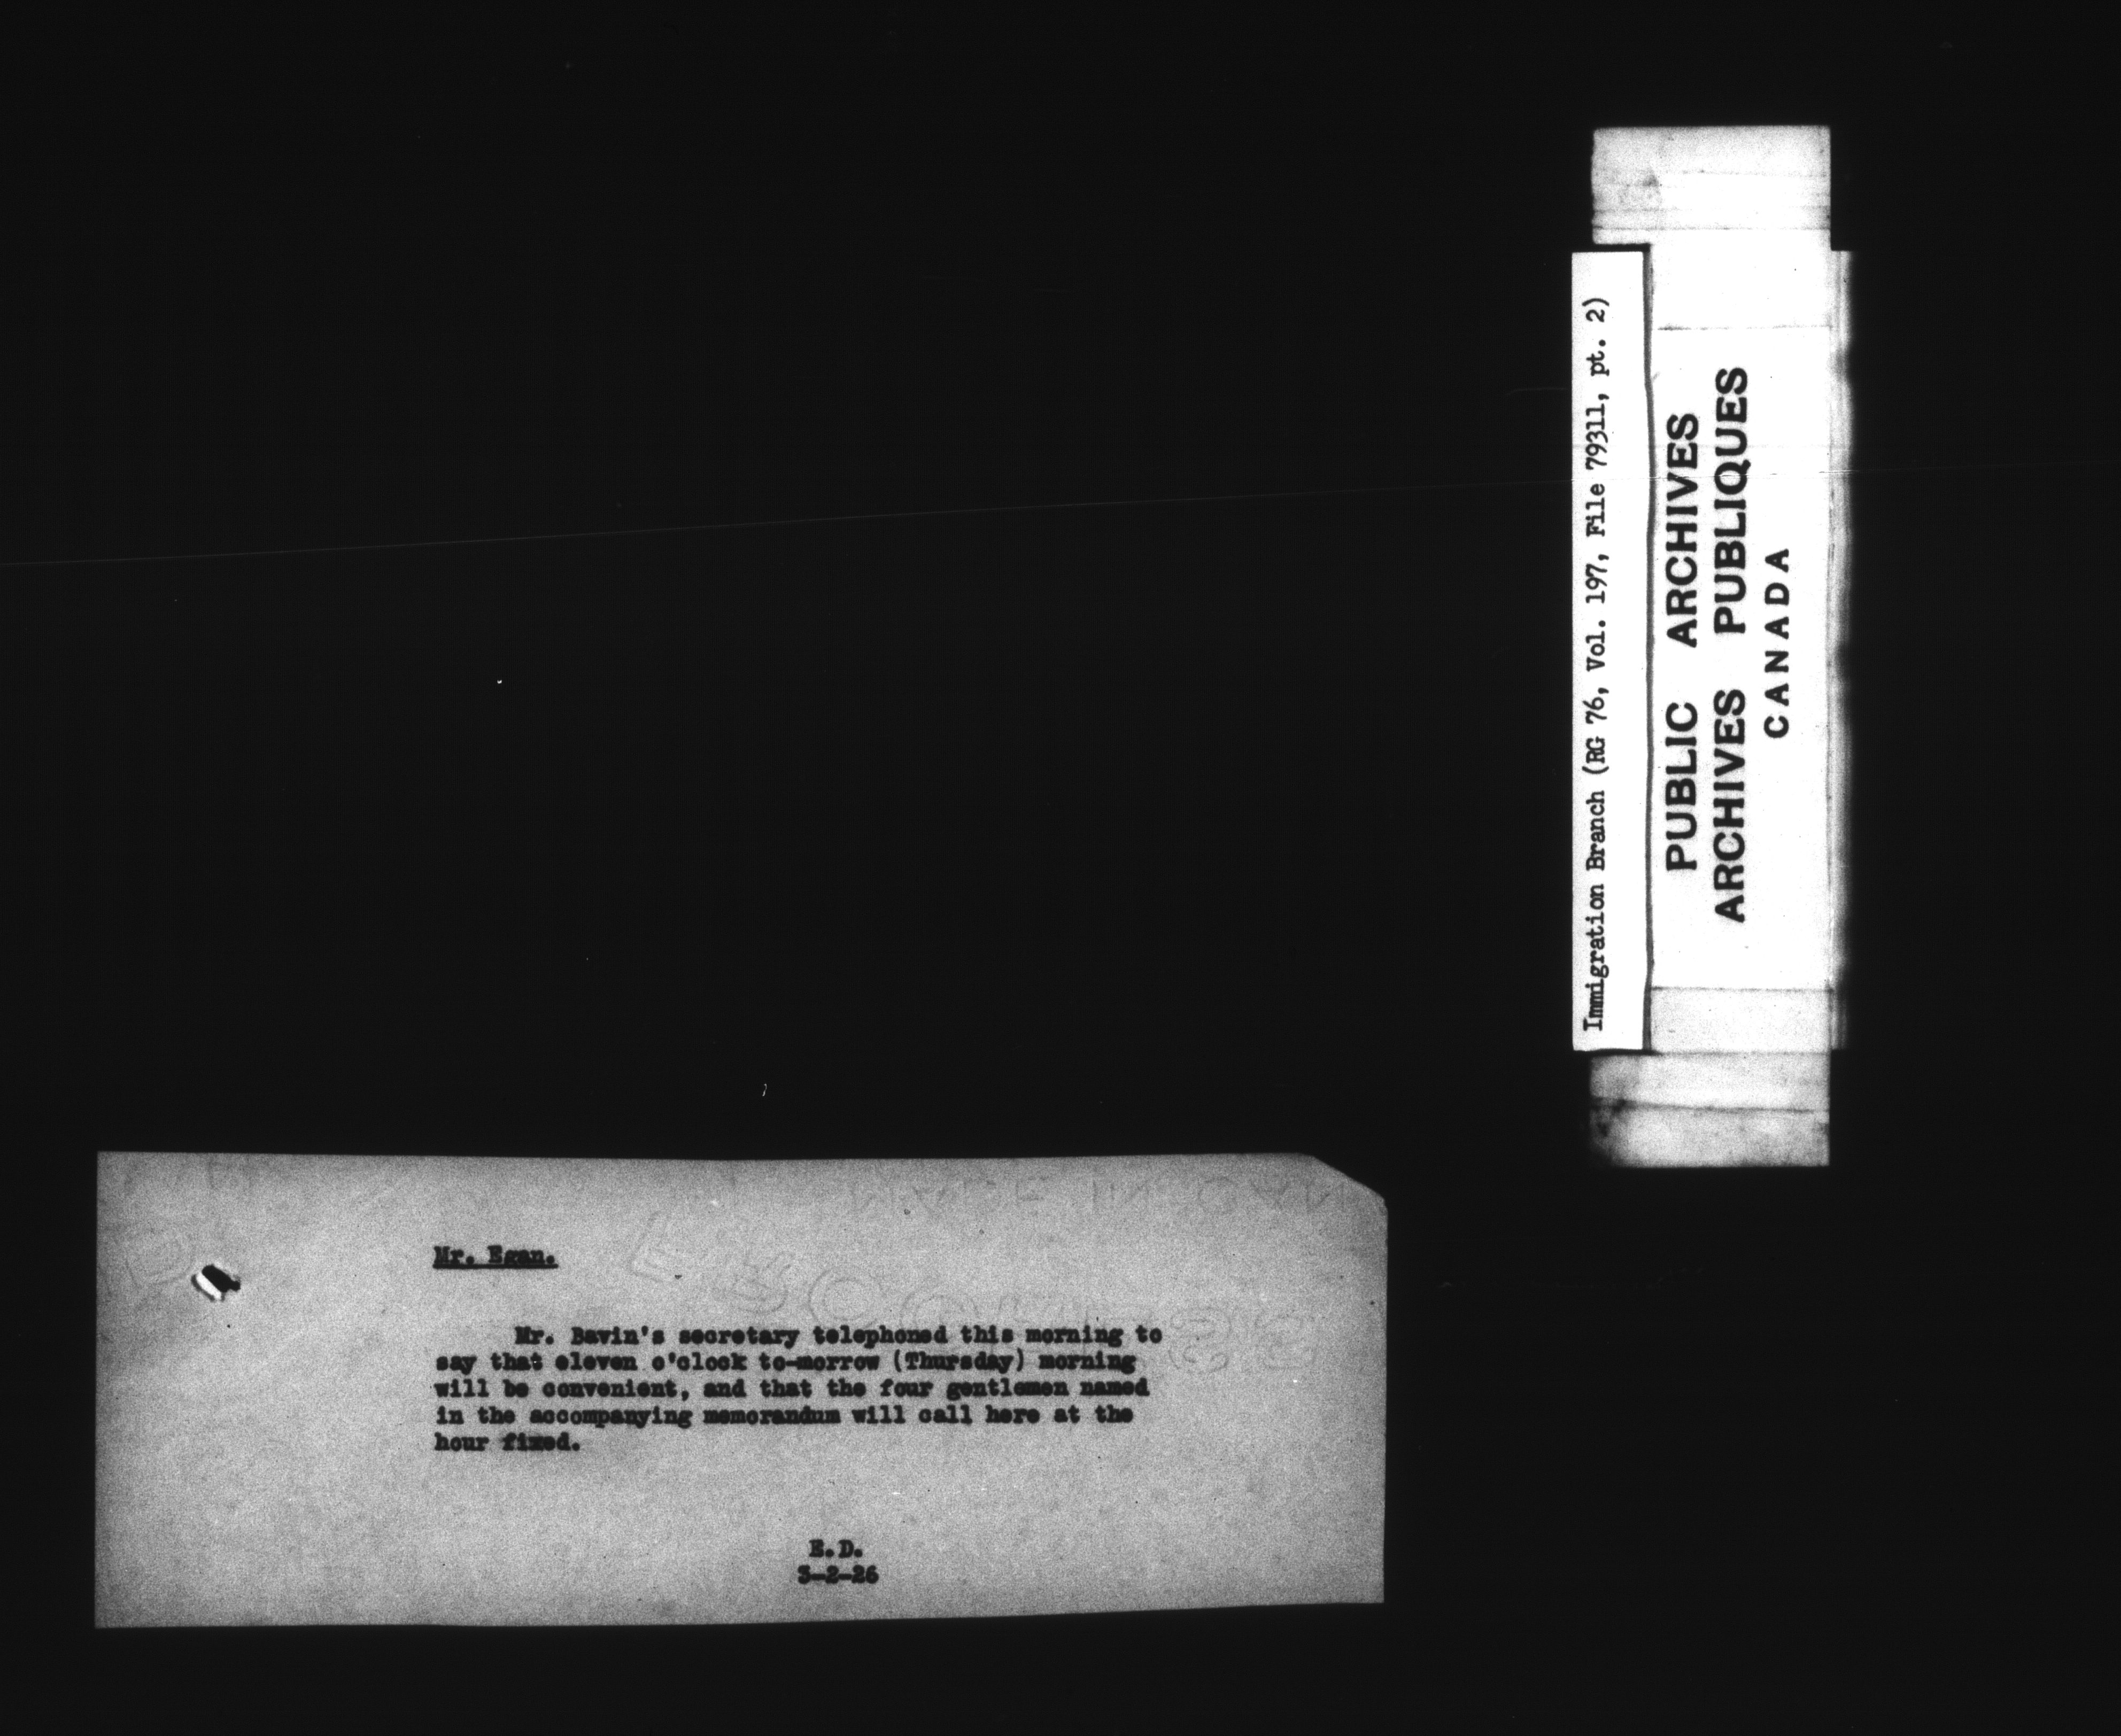 Mr. Egan.
Mr. Bavin's secretary telephoned this morning to
say that eleven o'clock to-morrow (Thursday) morning
will be convenient, and that the four gentlemen named
in the accompanying memorandum will call here at the
hour fixed.
E.D.
3-2-26
Immigration Branch (RG 76, Vol. 197, File 79311, pt. 2)
PUBLIC ARCHIVES
ARCHIVES PUBLIQUES
CANADA